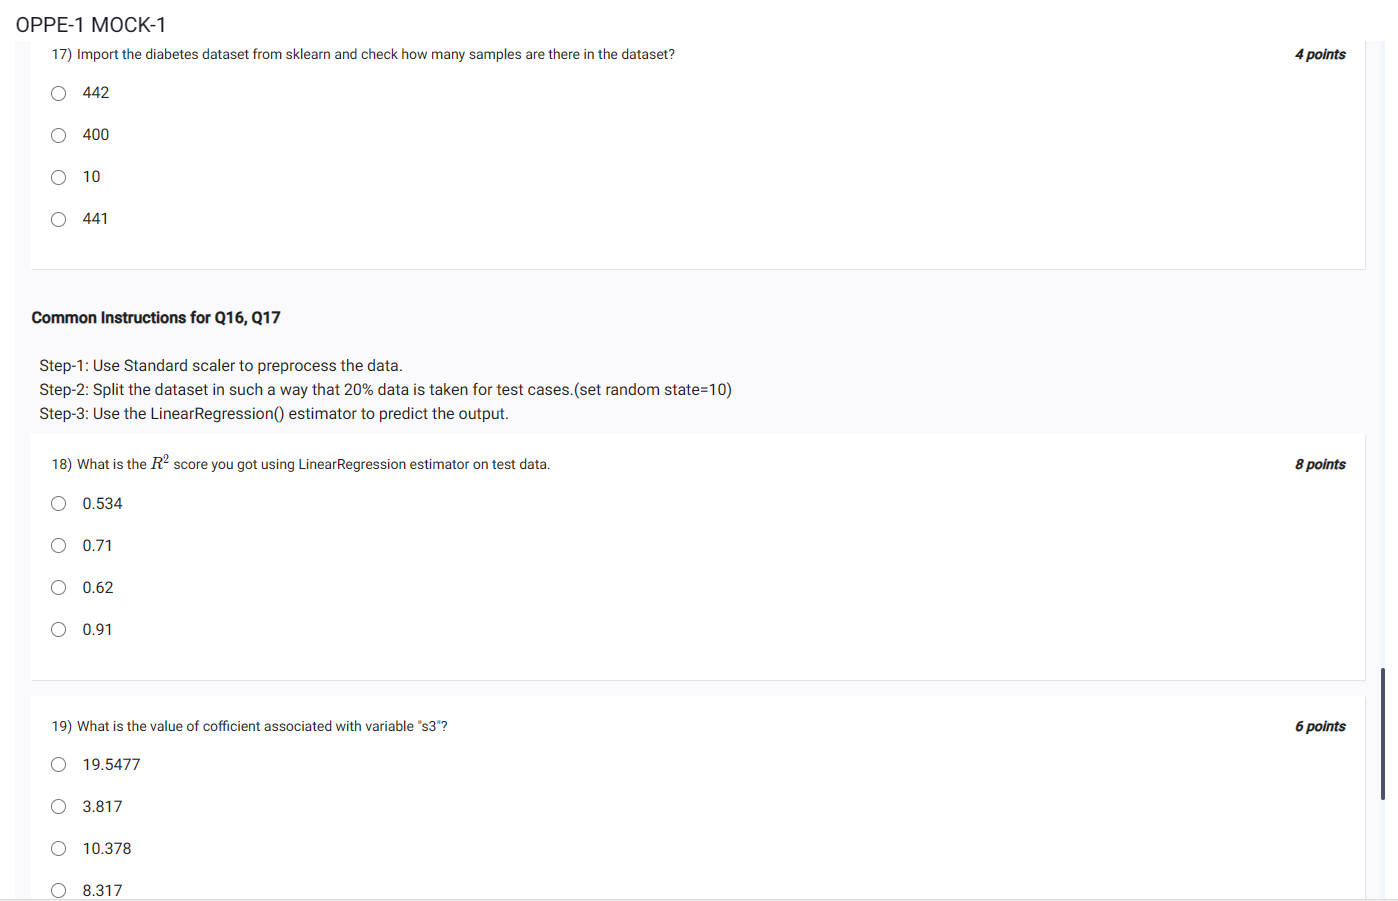 OPPE-1 MOCK-1
17) Import the diabetes dataset from sklearn and check how many samples are there in the dataset?
4 points
442
400
10
441
Common Instructions for Q16, Q17
Step-1: Use Standard scaler to preprocess the data.
Step-2: Split the dataset in such a way that 20% data is taken for test cases.(set random state=10)
Step-3: Use the LinearRegression() estimator to predict the output.
18) What is the R² score you got using LinearRegression estimator on test data.
8 points
0.534
0.71
0.62
0.91
19) What is the value of cofficient associated with variable "s3"?
6 points
19.5477
3.817
10.378
8.317